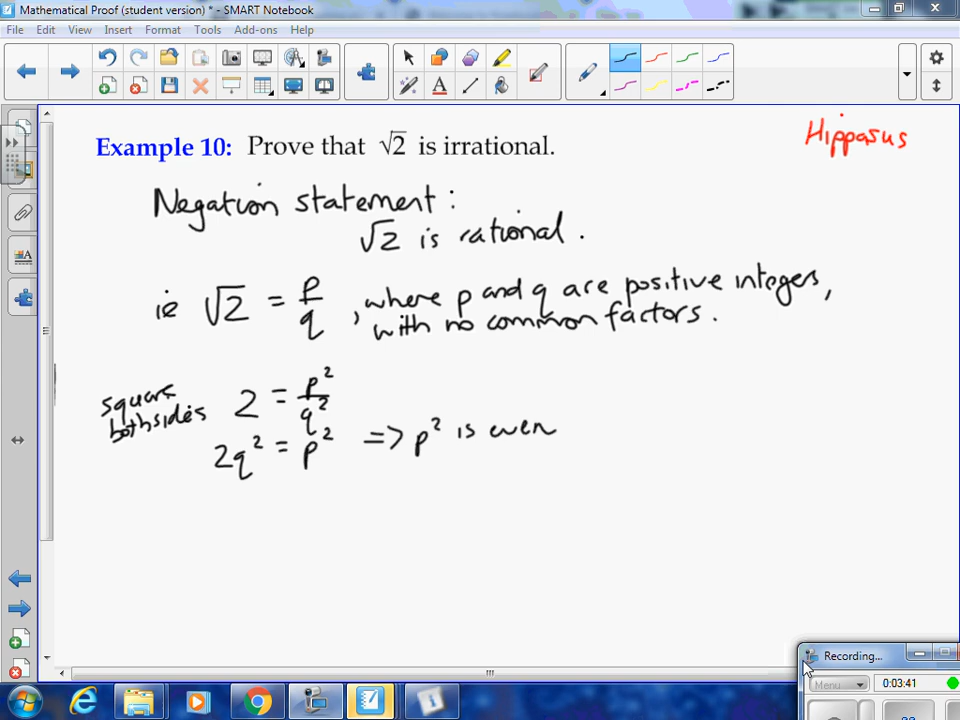 Mathematical Proof (student version) * - SMART Notebook
File Edit View Insert Format Tools Add-ons Help
Hippasus
Example 10: Prove that √2 is irrational.
Negation statement :
√2 is rational .
ie √2 = p/q , where p and q are positive integers,
with no common factors .
square both sides 2 = p²/q²
2q² = p² => p² is even
Recording...
Menu 0:03:41